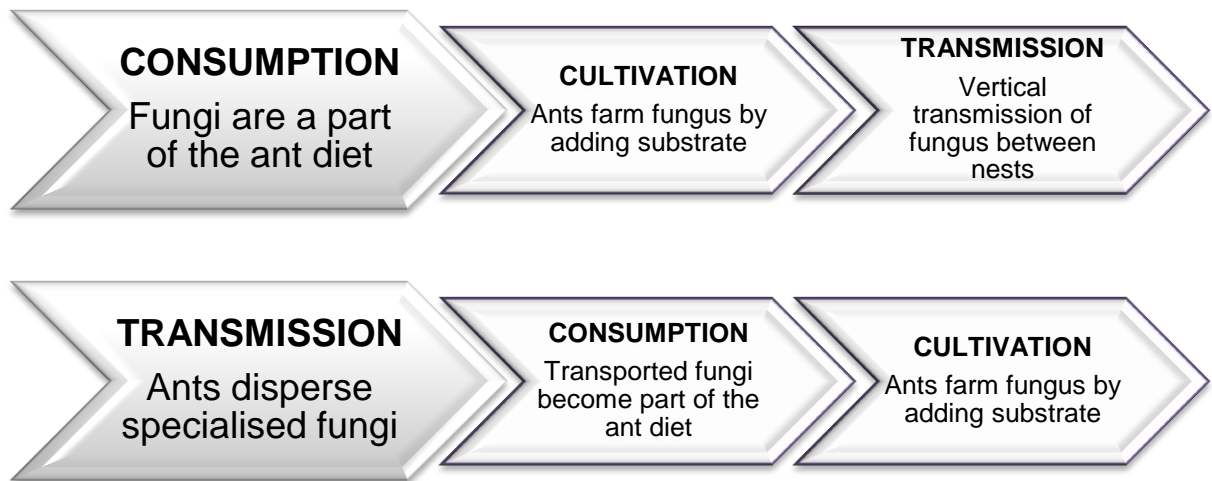 CONSUMPTION
Fungi are a part
of the ant diet
CULTIVATION
Ants farm fungus by
adding substrate
TRANSMISSION
Vertical
transmission of
fungus between
nests
TRANSMISSION
Ants disperse
specialised fungi
CONSUMPTION
Transported fungi
become part of the
ant diet
CULTIVATION
Ants farm fungus by
adding substrate